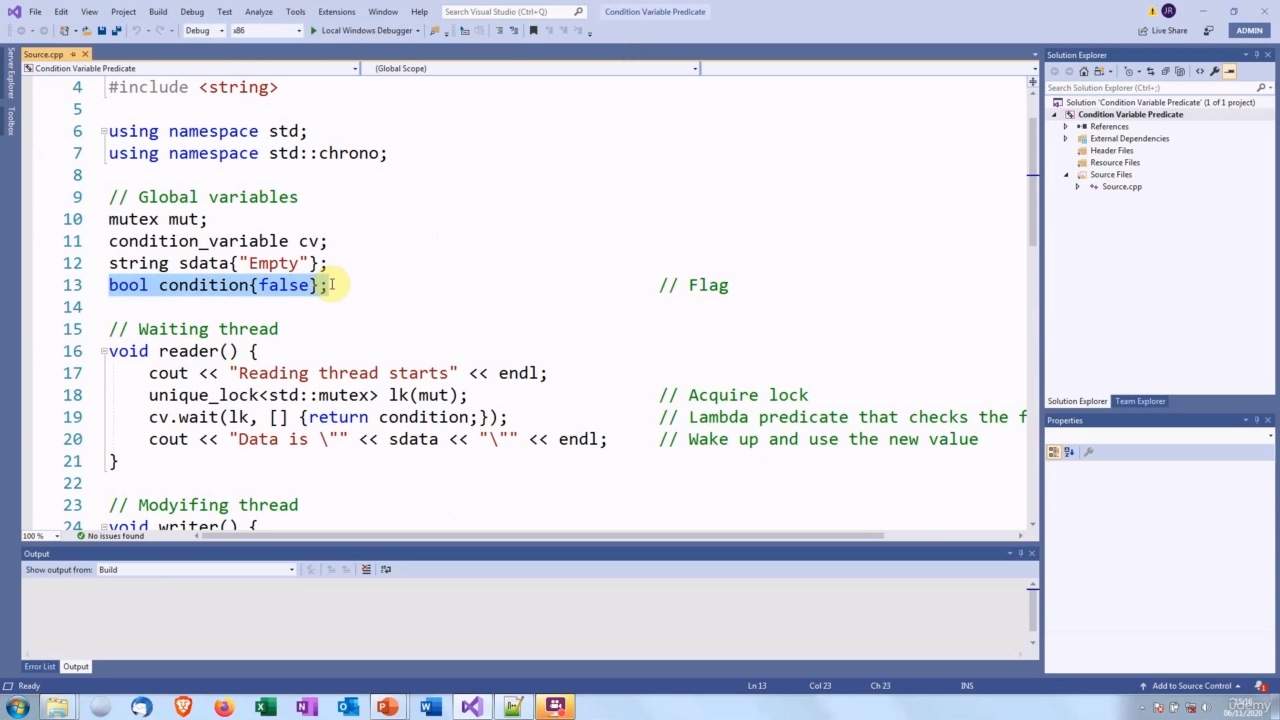 File Edit View Project Build Debug Test Analyze Tools Extensions Window Help Search Visual Studio (Ctrl+Q) Condition Variable Predicate JR
Debug x86 Local Windows Debugger Live Share ADMIN
Server Explorer
Toolbox
Source.cpp
Condition Variable Predicate (Global Scope)
4 #include <string>
5
6 using namespace std;
7 using namespace std::chrono;
8
9 // Global variables
10 mutex mut;
11 condition_variable cv;
12 string sdata{"Empty"};
13 bool condition{false}; // Flag
14
15 // Waiting thread
16 void reader() {
17 cout << "Reading thread starts" << endl;
18 unique_lock<std::mutex> lk(mut); // Acquire lock
19 cv.wait(lk, [] {return condition;}); // Lambda predicate that checks the f
20 cout << "Data is \"" << sdata << "\"" << endl; // Wake up and use the new value
21 }
22
23 // Modyifing thread
24 void writer() {
100 % No issues found
Output
Show output from: Build
Error List Output
Solution Explorer
Search Solution Explorer (Ctrl+;)
Solution 'Condition Variable Predicate' (1 of 1 project)
Condition Variable Predicate
References
External Dependencies
Header Files
Resource Files
Source Files
Source.cpp
Solution Explorer Team Explorer
Properties
Ready Ln 13 Col 23 Ch 23 INS Add to Source Control
06/11/2020
udemy